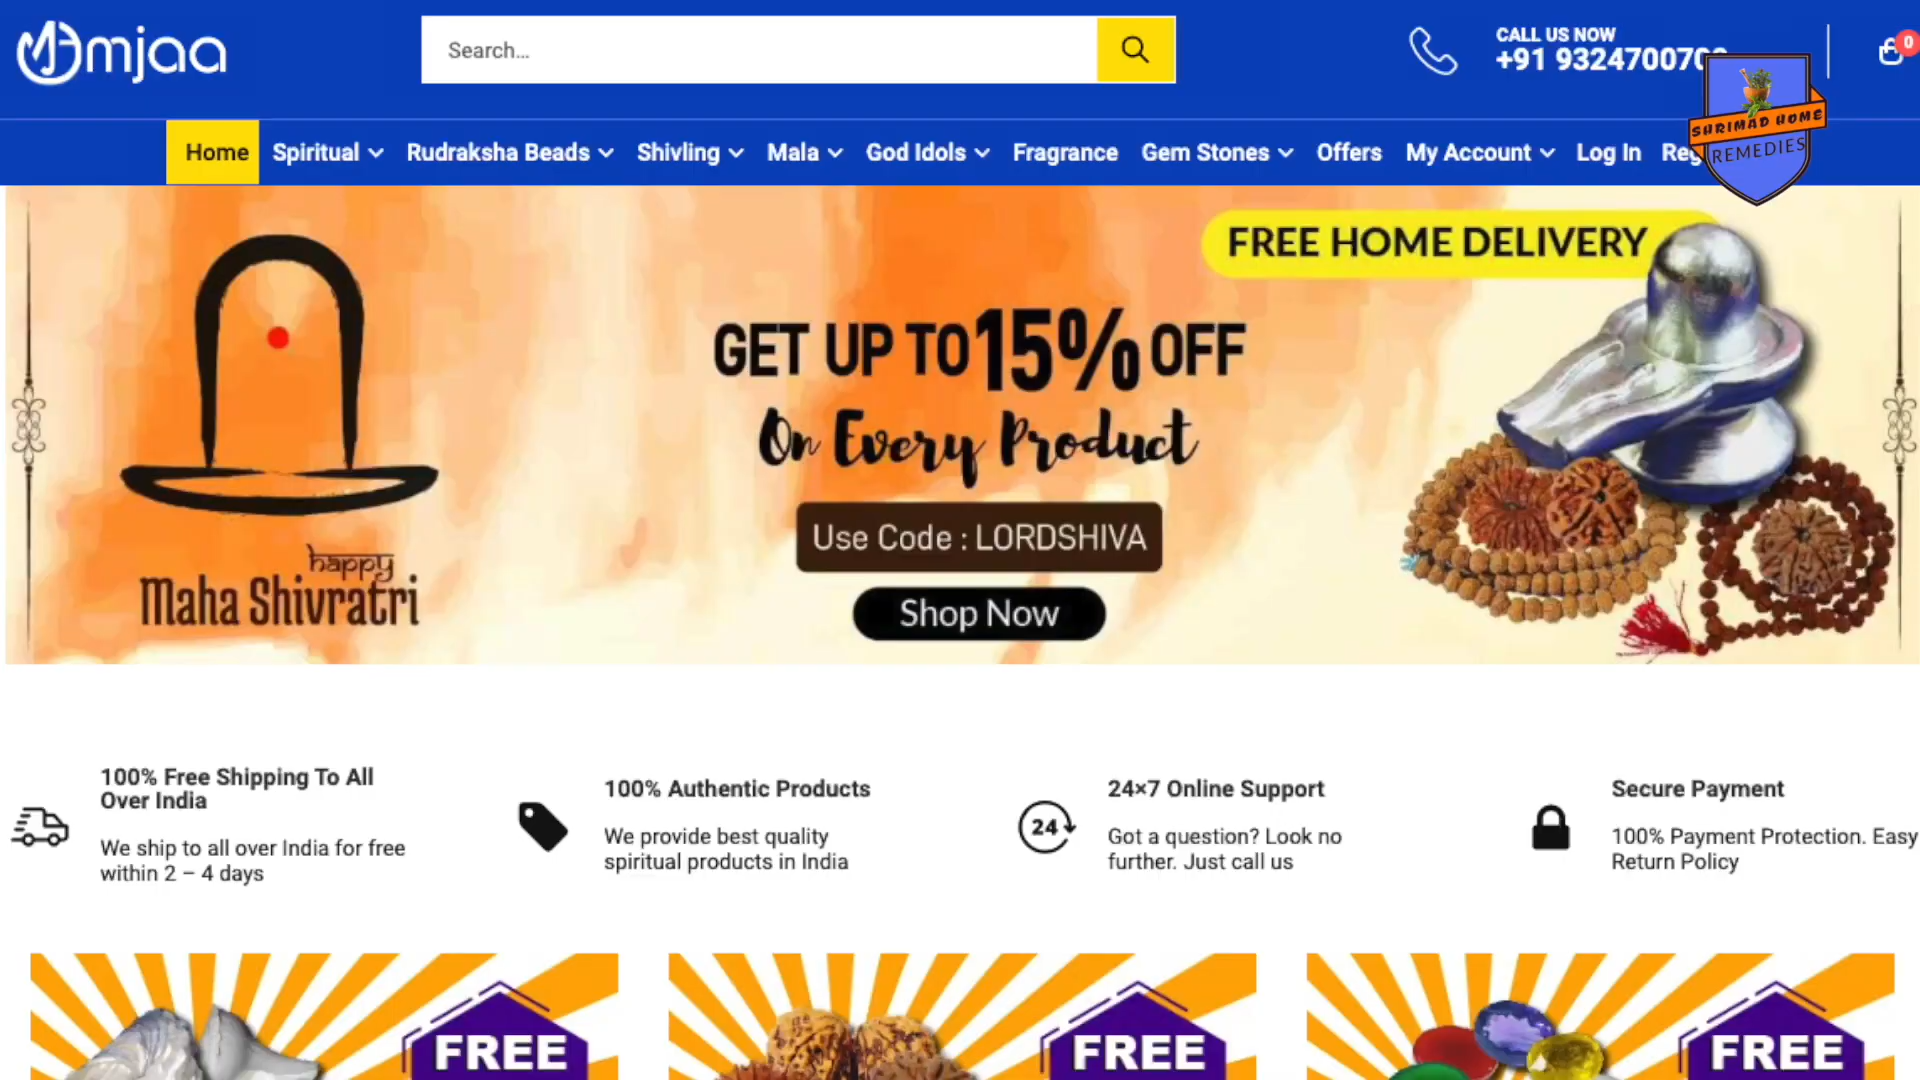 Omjaa
Search...
CALL US NOW
+91 9324700700
0
SHRIMAD HOME
REMEDIES
Home Spiritual Rudraksha Beads Shivling Mala God Idols Fragrance Gem Stones Offers My Account Log In
FREE HOME DELIVERY
GET UP TO 15% OFF
On Every Product
Use Code : LORDSHIVA
Shop Now
happy
Maha Shivratri
100% Free Shipping To All
Over India
We ship to all over India for free
within 2 – 4 days
100% Authentic Products
We provide best quality
spiritual products in India
24
24×7 Online Support
Got a question? Look no
further. Just call us
Secure Payment
100% Payment Protection. Easy
Return Policy
FREE
FREE
FREE